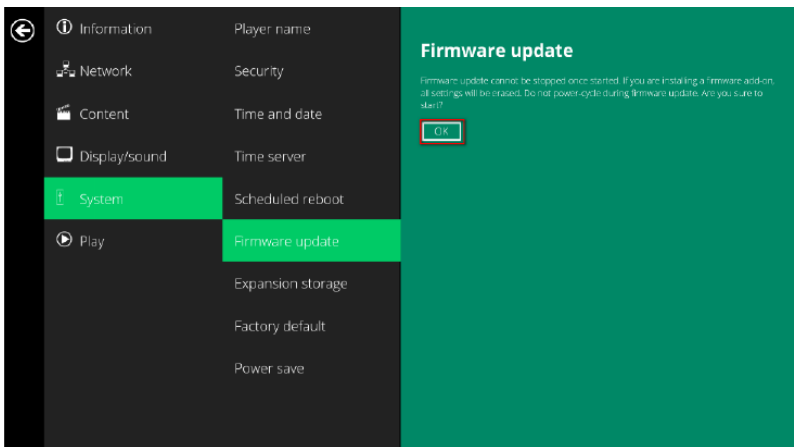 Information
Network
Content
Display/sound
System
Play
Player name
Security
Time and date
Time server
Scheduled reboot
Firmware update
Expansion storage
Factory default
Power save
Firmware update
Firmware update cannot be stopped once started. If you are installing a firmware add-on,
all settings will be erased. Do not power-cycle during firmware update. Are you sure to
start?
OK